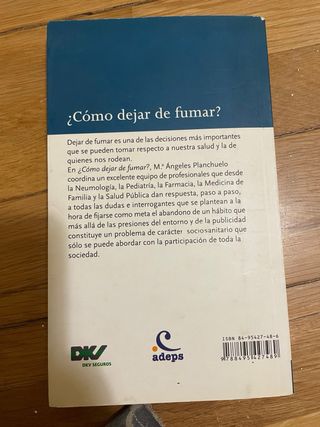 ¿Cómo dejar de fumar?
Dejar de fumar es una de las decisiones más importantes
que se pueden tomar respecto a nuestra salud y la de
quienes nos rodean.
En ¿Cómo dejar de fumar?, M.ª Ángeles Planchuelo
coordina un excelente equipo de profesionales que desde
la Neumología, la Pediatría, la Farmacia, la Medicina de
Familia y la Salud Pública dan respuesta, paso a paso,
a todas las dudas e interrogantes que se plantean a la
hora de fijarse como meta el abandono de un hábito que
más allá de las presiones del entorno y de la publicidad
constituye un problema de carácter sociosanitario que
sólo se puede abordar con la participación de toda la
sociedad.
DKV
DKV SEGUROS
adeps
ISBN 84-95427-48-6
9788495427489